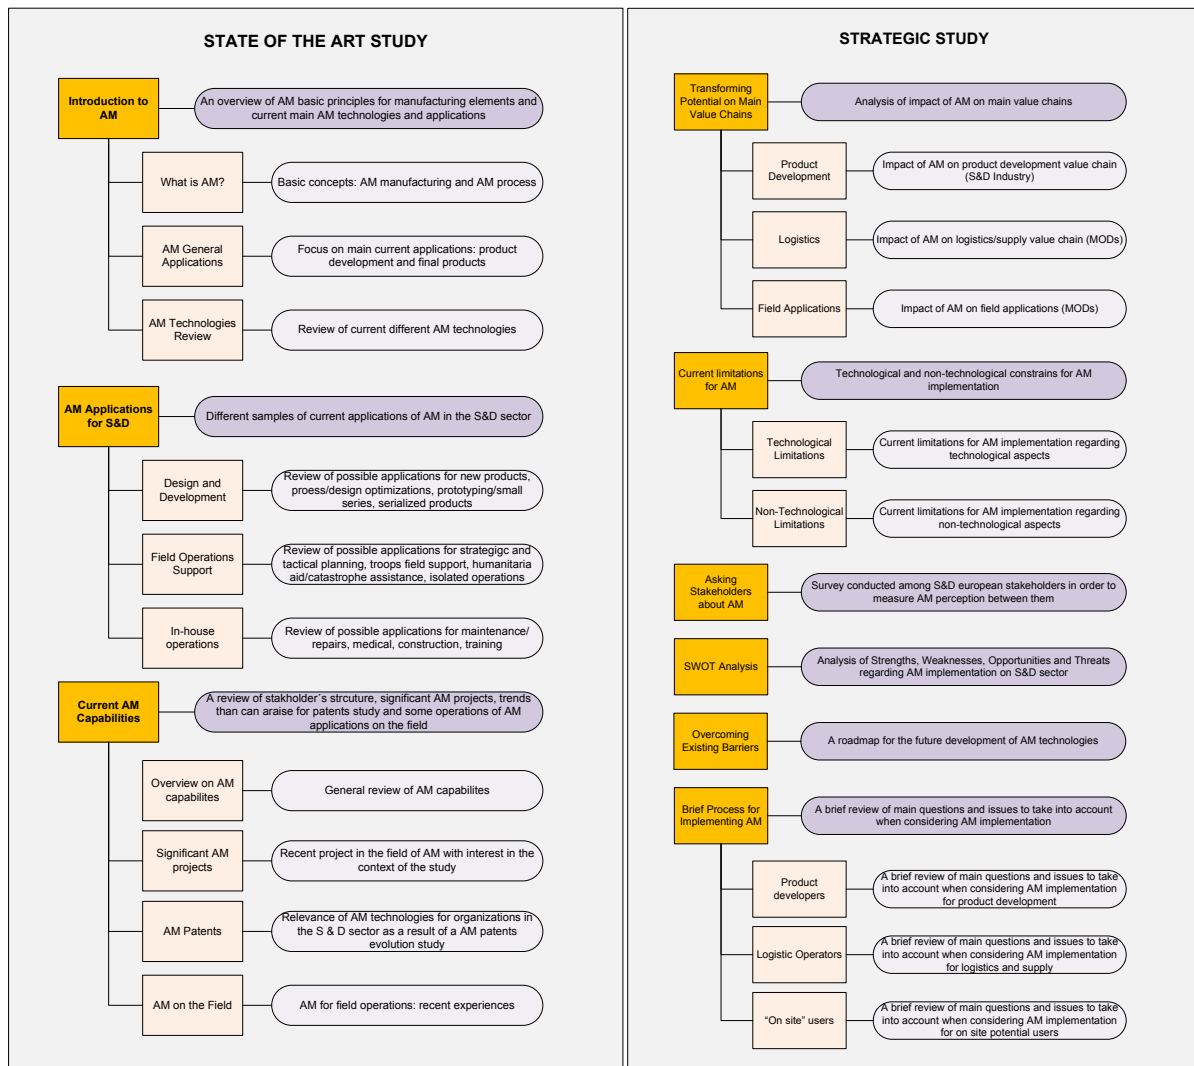 STATE OF THE ART STUDY
Introduction to
AM
An overview of AM basic principles for manufacturing elements and
current main AM technologies and applications
What is AM?
Basic concepts: AM manufacturing and AM process
AM General
Applications
Focus on main current applications: product
development and final products
AM Technologies
Review
Review of current different AM technologies
AM Applications
for S&D
Different samples of current applications of AM in the S&D sector
Design and
Development
Review of possible applications for new products,
proess/design optimizations, prototyping/small
series, serialized products
Field Operations
Support
Review of possible applications for strategigc and
tactical planning, troops field support, humanitaria
aid/catastrophe assistance, isolated operations
In-house
operations
Review of possible applications for maintenance/
repairs, medical, construction, training
Current AM
Capabilities
A review of stakholder´s strcuture, significant AM projects, trends
than can araise for patents study and some operations of AM
applications on the field
Overview on AM
capabilites
General review of AM capabilites
Significant AM
projects
Recent project in the field of AM with interest in the
context of the study
AM Patents
Relevance of AM technologies for organizations in
the S & D sector as a result of a AM patents
evolution study
AM on the Field
AM for field operations: recent experiences
STRATEGIC STUDY
Transforming
Potential on Main
Value Chains
Analysis of impact of AM on main value chains
Product
Development
Impact of AM on product development value chain
(S&D Industry)
Logistics
Impact of AM on logistics/supply value chain (MODs)
Field Applications
Impact of AM on field applications (MODs)
Current limitations
for AM
Technological and non-technological constrains for AM
implementation
Technological
Limitations
Current limitations for AM implementation regarding
technological aspects
Non-Technological
Limitations
Current limitations for AM implementation regarding
non-technological aspects
Asking
Stakeholders
about AM
Survey conducted among S&D european stakeholders in order to
measure AM perception between them
SWOT Analysis
Analysis of Strengths, Weaknesses, Opportunities and Threats
regarding AM implementation on S&D sector
Overcoming
Existing Barriers
A roadmap for the future development of AM technologies
Brief Process for
Implementing AM
A brief review of main questions and issues to take into account
when considering AM implementation
Product
developers
A brief review of main questions and issues to take
into account when considering AM implementation
for product development
Logistic Operators
A brief review of main questions and issues to take
into account when considering AM implementation
for logistics and supply
"On site" users
A brief review of main questions and issues to take
into account when considering AM implementation
for on site potential users